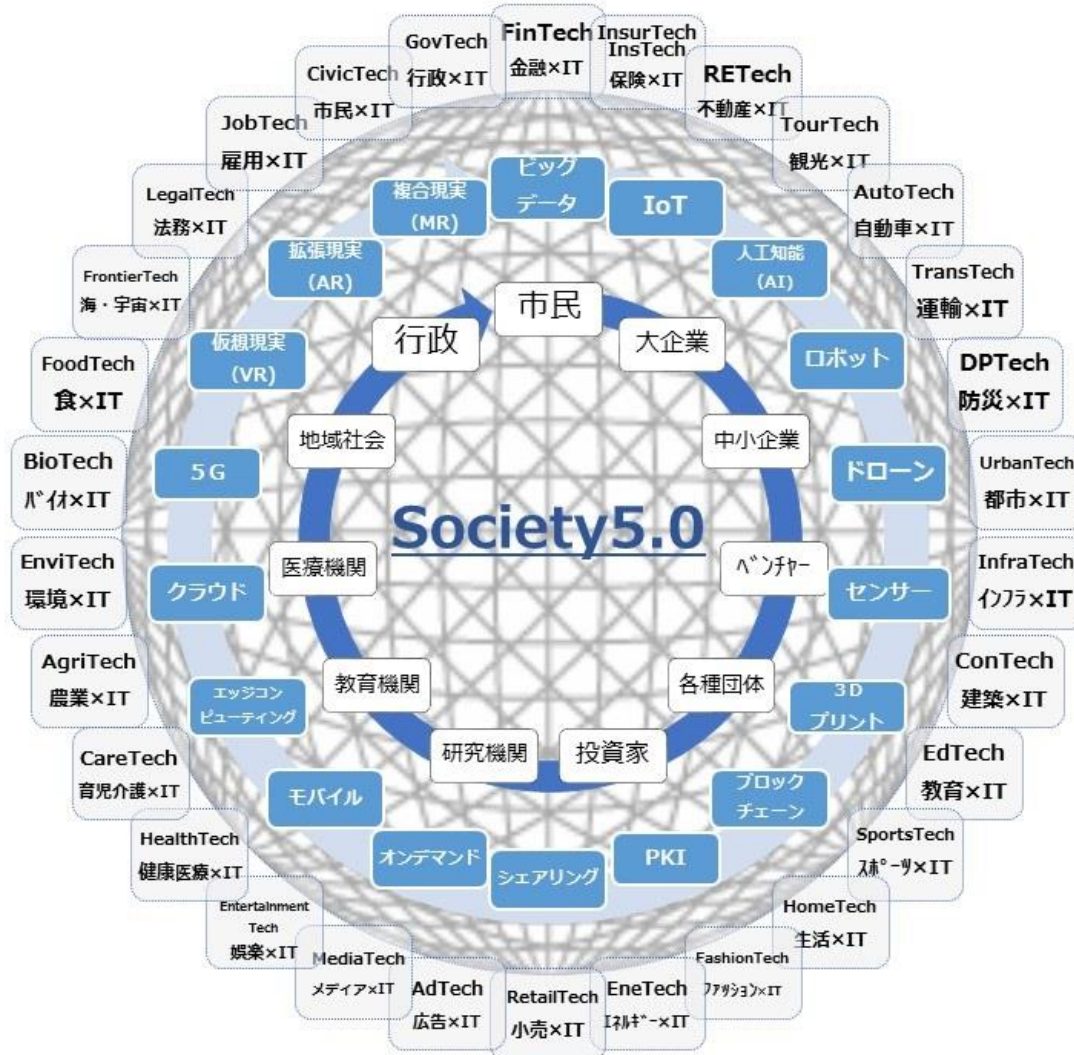 FinTech
金融×IT
InsurTech
InsTech
保険×IT
RETech
不動産×IT
TourTech
観光×IT
AutoTech
自動車×IT
TransTech
運輸×IT
DPTech
防災×IT
UrbanTech
都市×IT
InfraTech
ｲﾝﾌﾗ×IT
ConTech
建築×IT
EdTech
教育×IT
SportsTech
ｽﾎﾟｰﾂ×IT
HomeTech
生活×IT
FashionTech
ﾌｧｯｼｮﾝ×IT
EneTech
ｴﾈﾙｷﾞｰ×IT
RetailTech
小売×IT
AdTech
広告×IT
MediaTech
メディア×IT
Entertainment
Tech
娯楽×IT
HealthTech
健康医療×IT
CareTech
育児介護×IT
AgriTech
農業×IT
EnviTech
環境×IT
BioTech
ﾊﾞｲｵ×IT
FoodTech
食×IT
FrontierTech
海・宇宙×IT
LegalTech
法務×IT
JobTech
雇用×IT
CivicTech
市民×IT
GovTech
行政×IT
ビッグ
データ
IoT
人工知能
(AI)
ロボット
ドローン
センサー
3D
プリント
ブロック
チェーン
PKI
シェアリング
オンデマンド
モバイル
エッジコン
ピューティング
クラウド
5G
仮想現実
(VR)
拡張現実
(AR)
複合現実
(MR)
市民
大企業
中小企業
ﾍﾞﾝﾁｬｰ
各種団体
投資家
研究機関
教育機関
医療機関
地域社会
行政
Society5.0